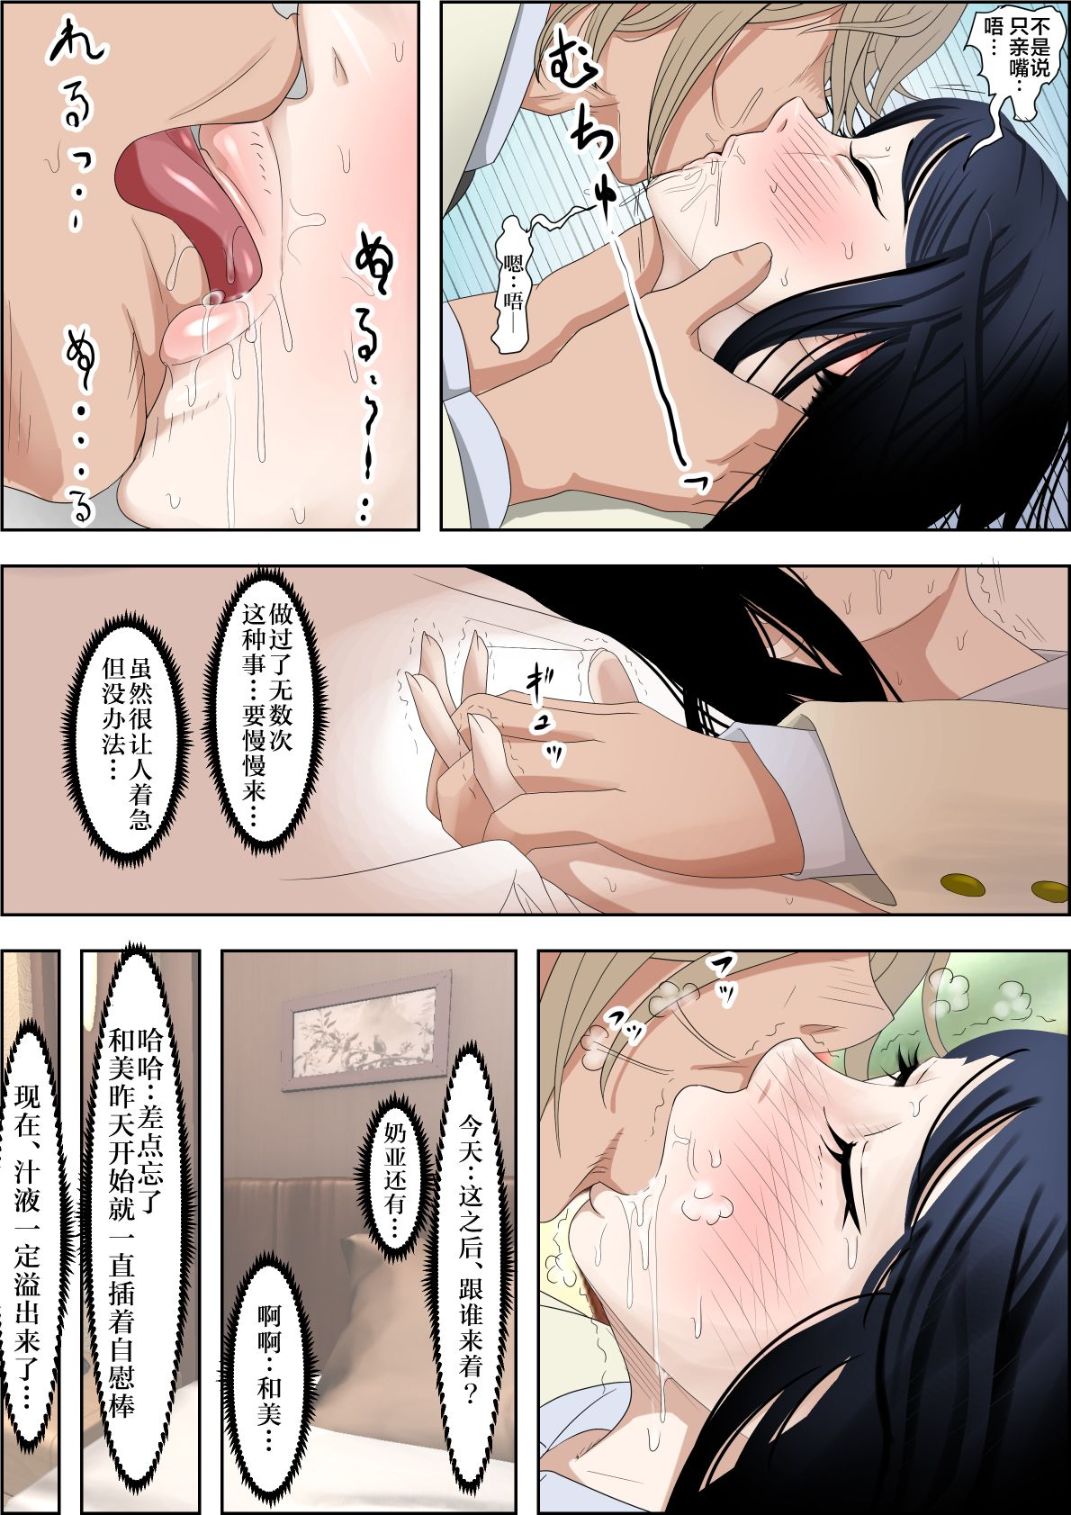 不是说
只亲嘴…
唔…
むちゅ
っ
嗯…唔—
れるっ…
ぬる…
ぬ……る
做过了无数次
这种事…要慢慢来…
虽然很让人着急
但没办法…
ギュッ
フッフッ
今天…这之后、跟谁来着？
奶亚还有…
啊啊…和美…
哈哈…差点忘了
和美昨天开始就一直插着自慰棒
现在、汁液一定溢出来了…